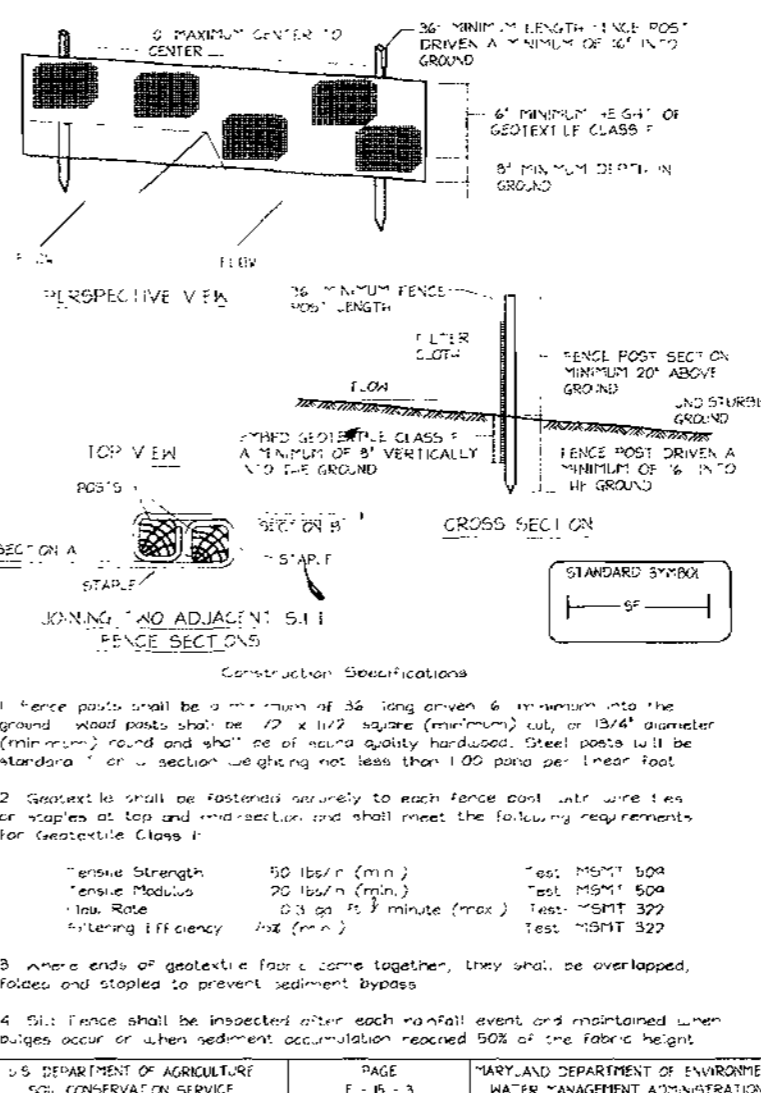 MAXIMUM CENTER TO
CENTER
36" MINIMUM LENGTH FENCE POST
DRIVEN A MINIMUM OF 16" INTO
GROUND
MINIMUM HEIGHT OF
GEOTEXTILE CLASS F
8" MINIMUM DEPTH IN
GROUND
FLOW
FLOW
PERSPECTIVE VIEW
36" MINIMUM FENCE
POST LENGTH
FILTER
CLOTH
FENCE POST SECTION
MINIMUM 20" ABOVE
GROUND
FLOW
UNDISTURBE
GROUND
EMBED GEOTEXTILE CLASS F
A MINIMUM OF 8" VERTICALLY
INTO THE GROUND
FENCE POST DRIVEN A
MINIMUM OF 16" INTO
THE GROUND
TOP VIEW
POSTS
SECTION B
SECTION A
STAPLE
STAPLE
CROSS SECTION
STANDARD SYMBOL
SF
JOINING TWO ADJACENT SILT
FENCE SECTIONS
Construction Specifications
1 Fence posts shall be a minimum of 36 long driven 16 minimum into the
ground Wood posts shall be x 11/2 square (minimum) cut, or 13/4" diameter
(minimum) round and shall be of sound quality hardwood. Steel posts will be
standard T or U section weighting not less than 1.00 pond per linear foot
2 Geotextile shall be fastened securely to each fence post with wire ties
or staples at top and mid-section and shall meet the following requirements
for Geotextile Class F
Tensile Strength 50 lbs/in (min.) Test MSMT 509
Tensile Modulus 20 lbs/in (min.) Test MSMT 509
Flow Rate 0.3 gal ft / minute (max.) Test MSMT 322
Filtering Efficiency 75% (min.) Test MSMT 322
3 Where ends of geotextile fabric come together, they shall be overlapped,
folded and stapled to prevent sediment bypass
4 Silt Fence shall be inspected after each rainfall event and maintained when
bulges occur or when sediment accumulation reached 50% of the fabric height
U.S. DEPARTMENT OF AGRICULTURE
SOIL CONSERVATION SERVICE
PAGE
E - 15 - 3
MARYLAND DEPARTMENT OF ENVIRONME
WATER MANAGEMENT ADMINISTRATION